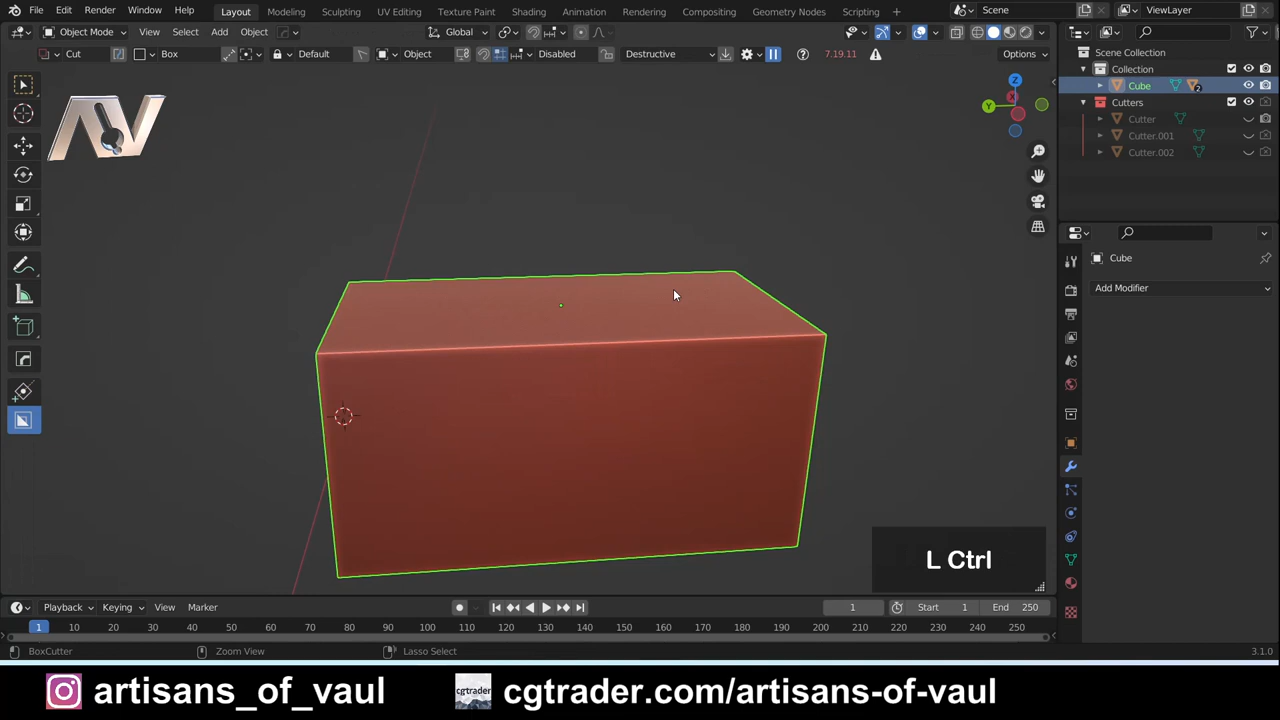 File Edit Render Window Help Layout Modeling Sculpting UV Editing Texture Paint Shading Animation Rendering Compositing Geometry Nodes Scripting + Scene ViewLayer
Object Mode View Select Add Object Global Options
Cut Box Default Object Disabled Destructive 7.19.11
Scene Collection
Collection
Cube 2
Cutters
Cutter
Cutter.001
Cutter.002
AV
X
Y
Z
Cube
Add Modifier
L Ctrl
Playback Keying View Marker 1 Start 1 End 250
1 10 20 30 40 50 60 70 80 90 100 110 120 130 140 150 160 170 180 190 200 210 220 230 240 250
BoxCutter Zoom View Lasso Select 3.1.0
artisans_of_vaul cgtrader cgtrader.com/artisans-of-vaul